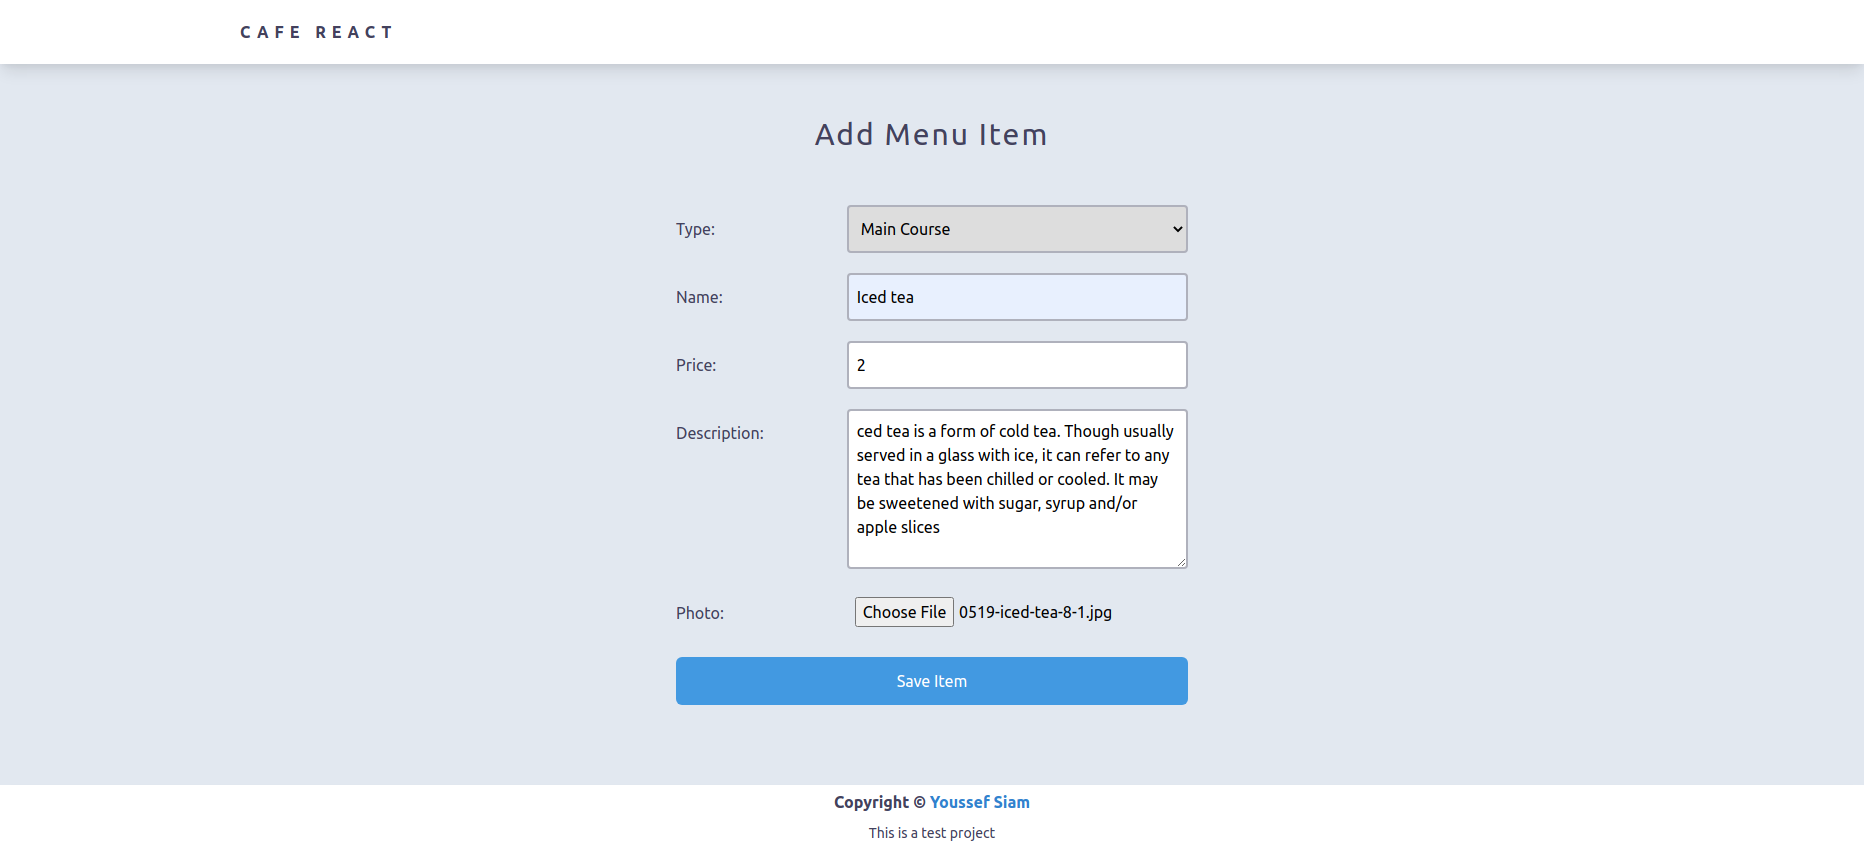 CAFE REACT
Add Menu Item
Type:
Main Course
Name:
Iced tea
Price:
2
Description:
ced tea is a form of cold tea. Though usually
served in a glass with ice, it can refer to any
tea that has been chilled or cooled. It may
be sweetened with sugar, syrup and/or
apple slices
Photo:
Choose File 0519-iced-tea-8-1.jpg
Save Item
Copyright © Youssef Siam
This is a test project